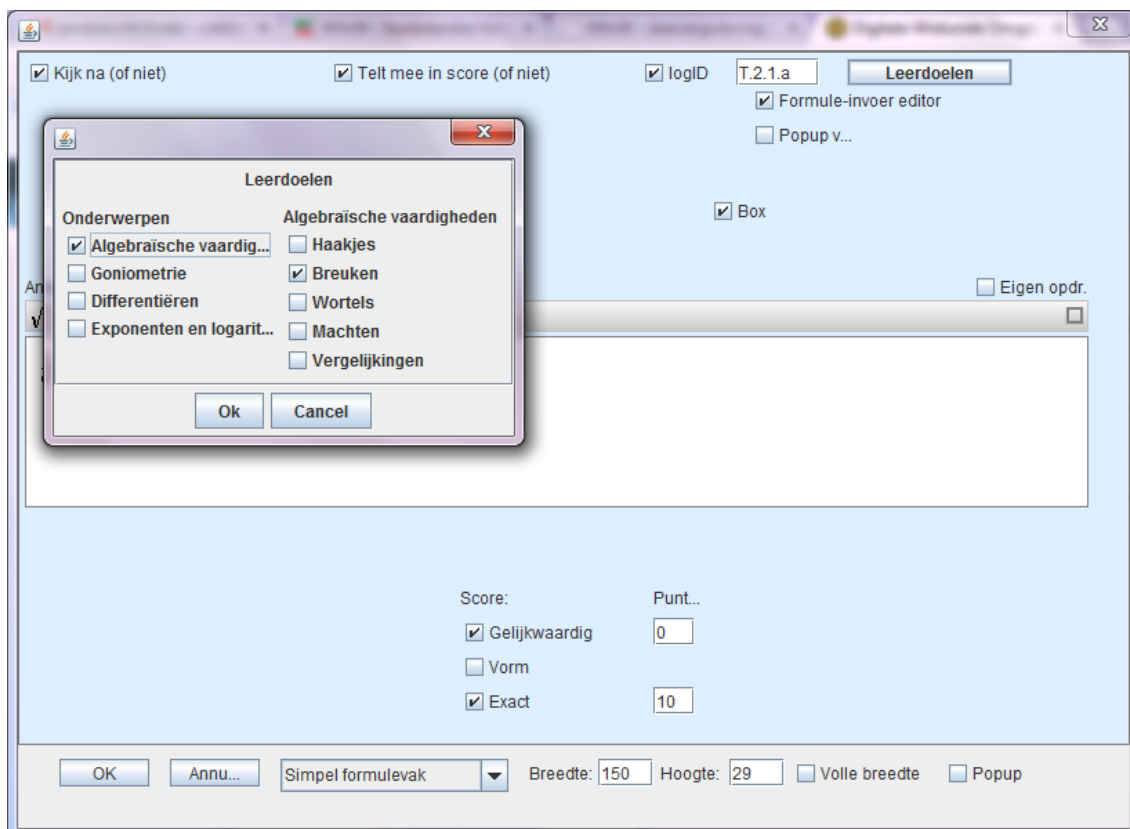 Kijk na (of niet) Telt mee in score (of niet) logID T.2.1.a Leerdoelen
Formule-invoer editor
Popup v...
Box
Leerdoelen
Onderwerpen Algebraïsche vaardigheden
Algebraïsche vaardig... Haakjes
Goniometrie Breuken
Differentiëren Wortels
Exponenten en logarit... Machten
Vergelijkingen
Ok Cancel
An
Eigen opdr.
√
Score: Punt...
Gelijkwaardig 0
Vorm
Exact 10
OK Annu... Simpel formulevak Breedte: 150 Hoogte: 29 Volle breedte Popup